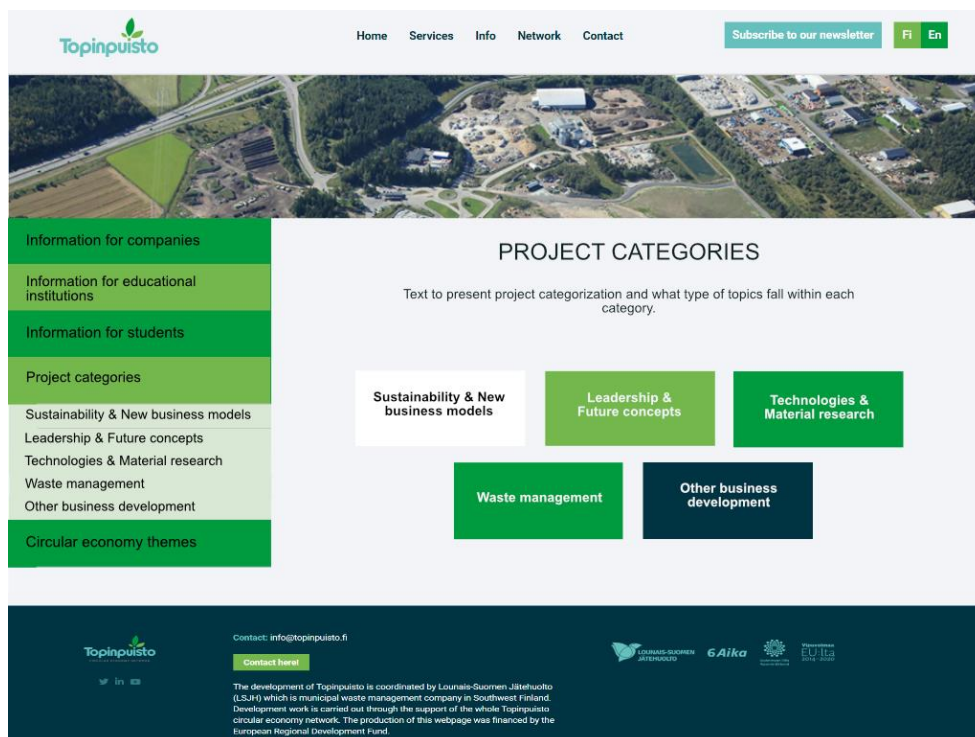 Topinpuisto
Home Services Info Network Contact
Subscribe to our newsletter
Fi En
Information for companies
Information for educational
institutions
Information for students
Project categories
Sustainability & New business models
Leadership & Future concepts
Technologies & Material research
Waste management
Other business development
Circular economy themes
PROJECT CATEGORIES
Text to present project categorization and what type of topics fall within each
category.
Sustainability & New
business models
Leadership &
Future concepts
Technologies &
Material research
Waste management
Other business
development
Topinpuisto
Contact: info@topinpuisto.fi
Contact here!
The development of Topinpuisto is coordinated by Lounais-Suomen Jätehuolto
(LSJH) which is municipal waste management company in Southwest Finland.
Development work is carried out through the support of the whole Topinpuisto
circular economy network. The production of this webpage was financed by the
European Regional Development Fund.
LOUNAIS-SUOMEN
JÄTEHUOLTO
6Aika
Vipuvoimaa
EU:lta
2014-2020